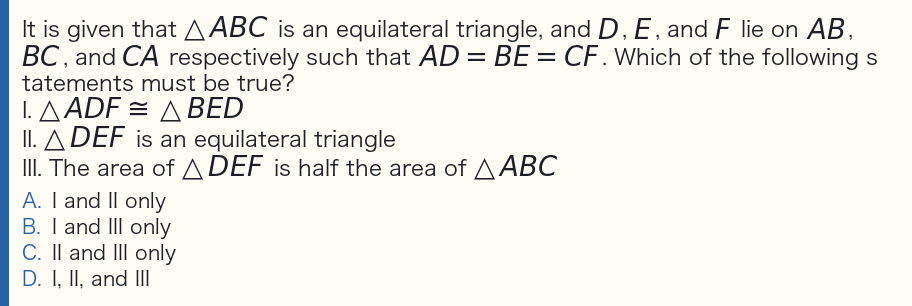 It is given that △ABC is an equilateral triangle, and D, E, and F lie on AB,
BC, and CA respectively such that AD = BE = CF. Which of the following s
tatements must be true?
I. △ADF ≅ △BED
II. △DEF is an equilateral triangle
III. The area of △DEF is half the area of △ABC
A. I and II only
B. I and III only
C. II and III only
D. I, II, and III